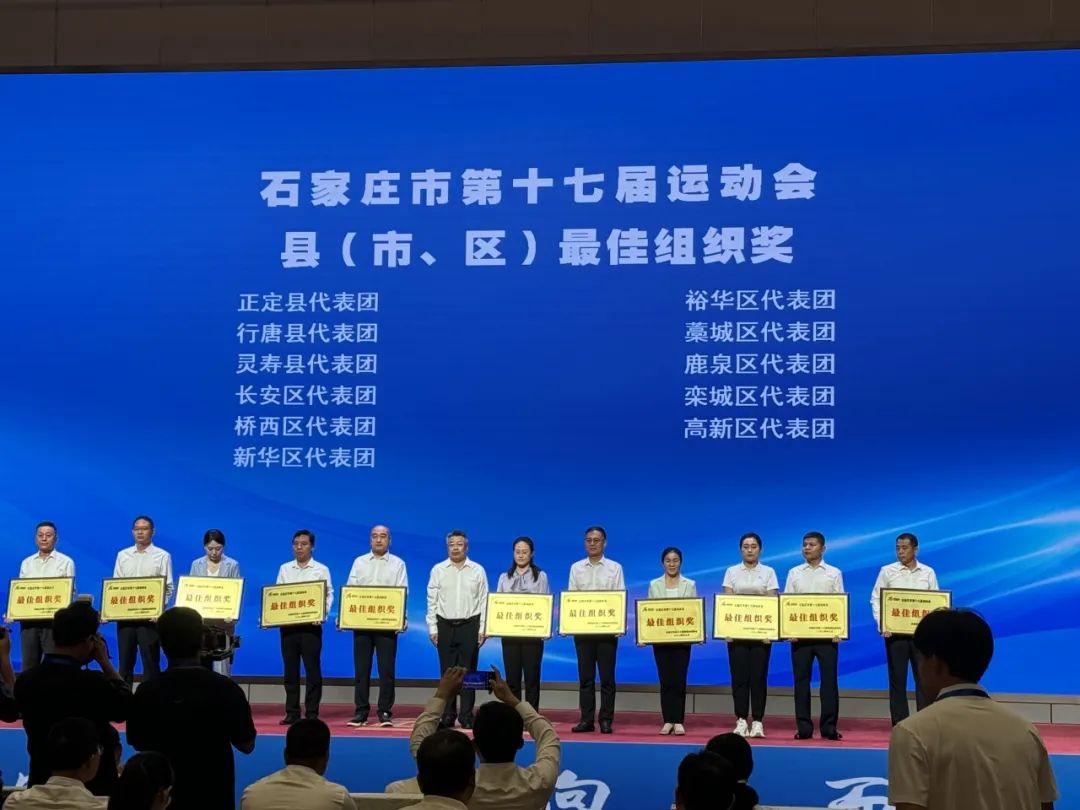 石家庄市第十七届运动会
县（市、区）最佳组织奖
正定县代表团
行唐县代表团
灵寿县代表团
长安区代表团
桥西区代表团
新华区代表团
裕华区代表团
藁城区代表团
鹿泉区代表团
栾城区代表团
高新区代表团
最佳组织奖
最佳组织奖
最佳组织奖
最佳组织奖
最佳组织奖
最佳组织奖
最佳组织奖
最佳组织奖
最佳组织奖
最佳组织奖
最佳组织奖